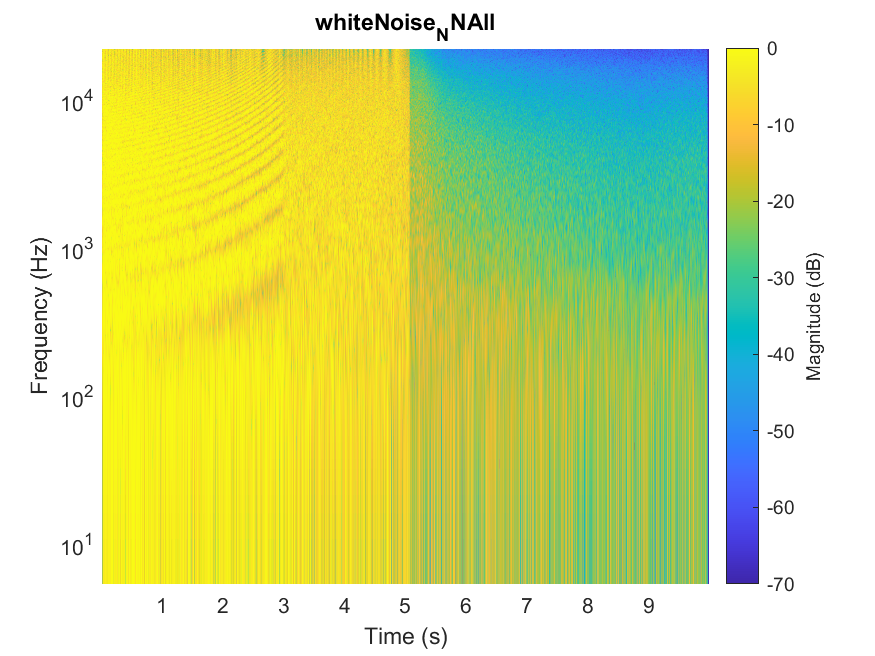 whiteNoise_NNAll
0
10^4
-10
-20
10^3
-30
Frequency (Hz)
Magnitude (dB)
-40
10^2
-50
-60
10^1
-70
1 2 3 4 5 6 7 8 9
Time (s)